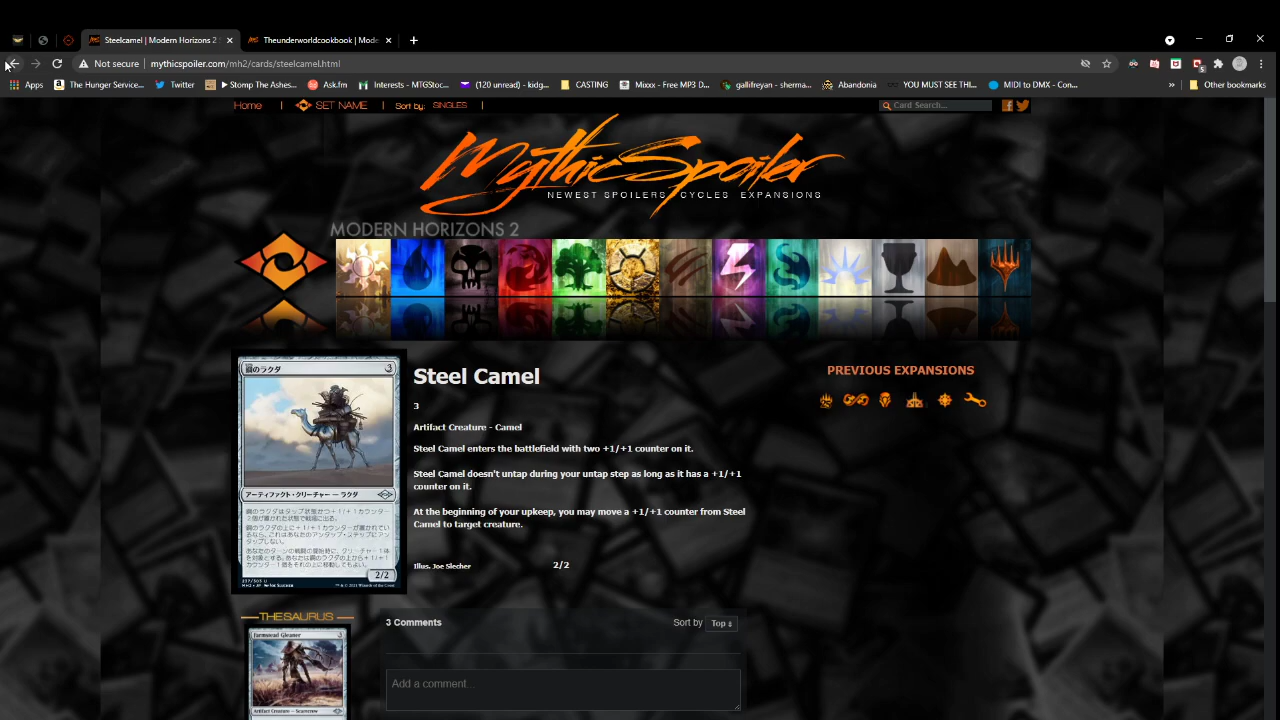 Steelcamel | Modern Horizons 2
Theunderworldcookbook | Mode
Not secure
mythicspoiler.com/mh2/cards/steelcamel.html
Apps
The Hunger Service...
Twitter
Stomp The Ashes...
Ask.fm
Interests - MTGStoc...
(120 unread) - kidg...
CASTING
Mixxx - Free MP3 D...
gallifreyan - sherma...
Abandonia
YOU MUST SEE THI...
MIDI to DMX - Con...
»
Other bookmarks
Home | SET NAME | Sort by: SINGLES |
Card Search...
MythicSpoiler
NEWEST SPOILERS CYCLES EXPANSIONS
MODERN HORIZONS 2
鋼のラクダ 3
アーティファクト・クリーチャー — ラクダ
2/2
Steel Camel
3
Artifact Creature - Camel
Steel Camel enters the battlefield with two +1/+1 counter on it.
Steel Camel doesn't untap during your untap step as long as it has a +1/+1
counter on it.
At the beginning of your upkeep, you may move a +1/+1 counter from Steel
Camel to target creature.
Illus. Joe Slecher 2/2
PREVIOUS EXPANSIONS
THESAURUS
Farmstead Gleaner 3
Artifact Creature — Scarecrow
3 Comments
Sort by Top
Add a comment...